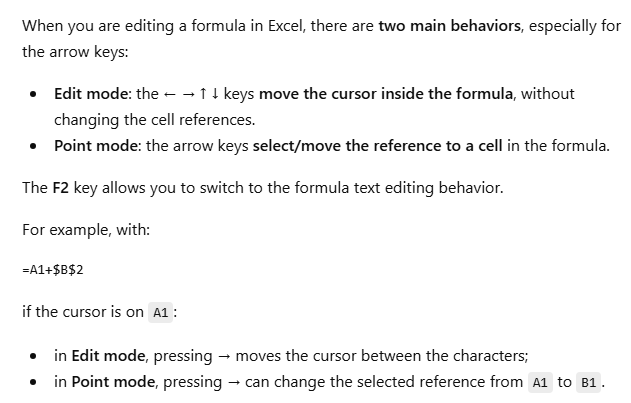 When you are editing a formula in Excel, there are two main behaviors, especially for
the arrow keys:
• Edit mode: the ← → ↑ ↓ keys move the cursor inside the formula, without
changing the cell references.
• Point mode: the arrow keys select/move the reference to a cell in the formula.
The F2 key allows you to switch to the formula text editing behavior.
For example, with:
=A1+$B$2
if the cursor is on A1:
• in Edit mode, pressing → moves the cursor between the characters;
• in Point mode, pressing → can change the selected reference from A1 to B1.